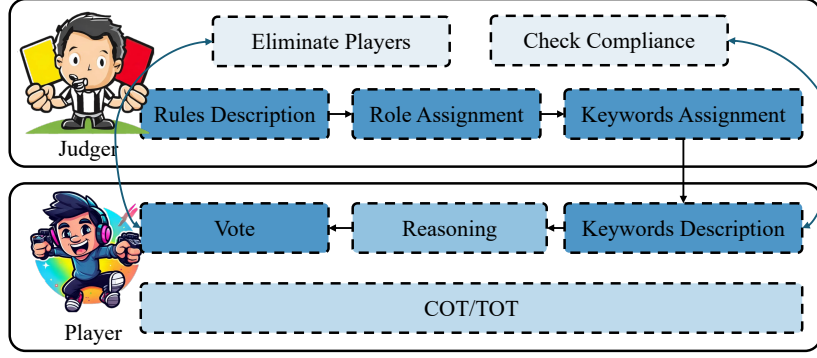 Eliminate Players
Check Compliance
Rules Description
Role Assignment
Keywords Assignment
Judger
Vote
Reasoning
Keywords Description
COT/TOT
Player